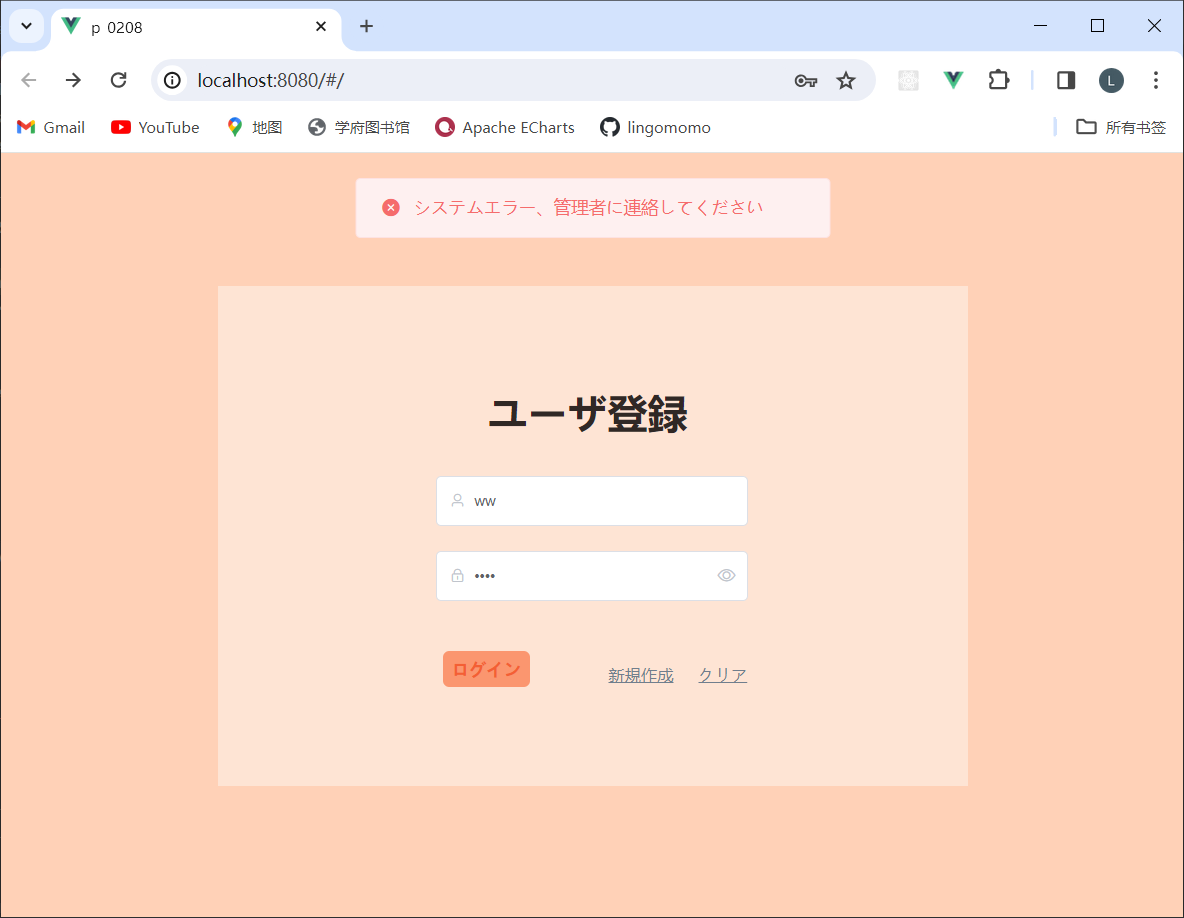 p 0208
localhost:8080/#/
L
Gmail YouTube 地图 学府图书馆 Apache ECharts lingomomo 所有书签
システムエラー、管理者に連絡してください
ユーザ登録
ww
••••
ログイン 新規作成 クリア